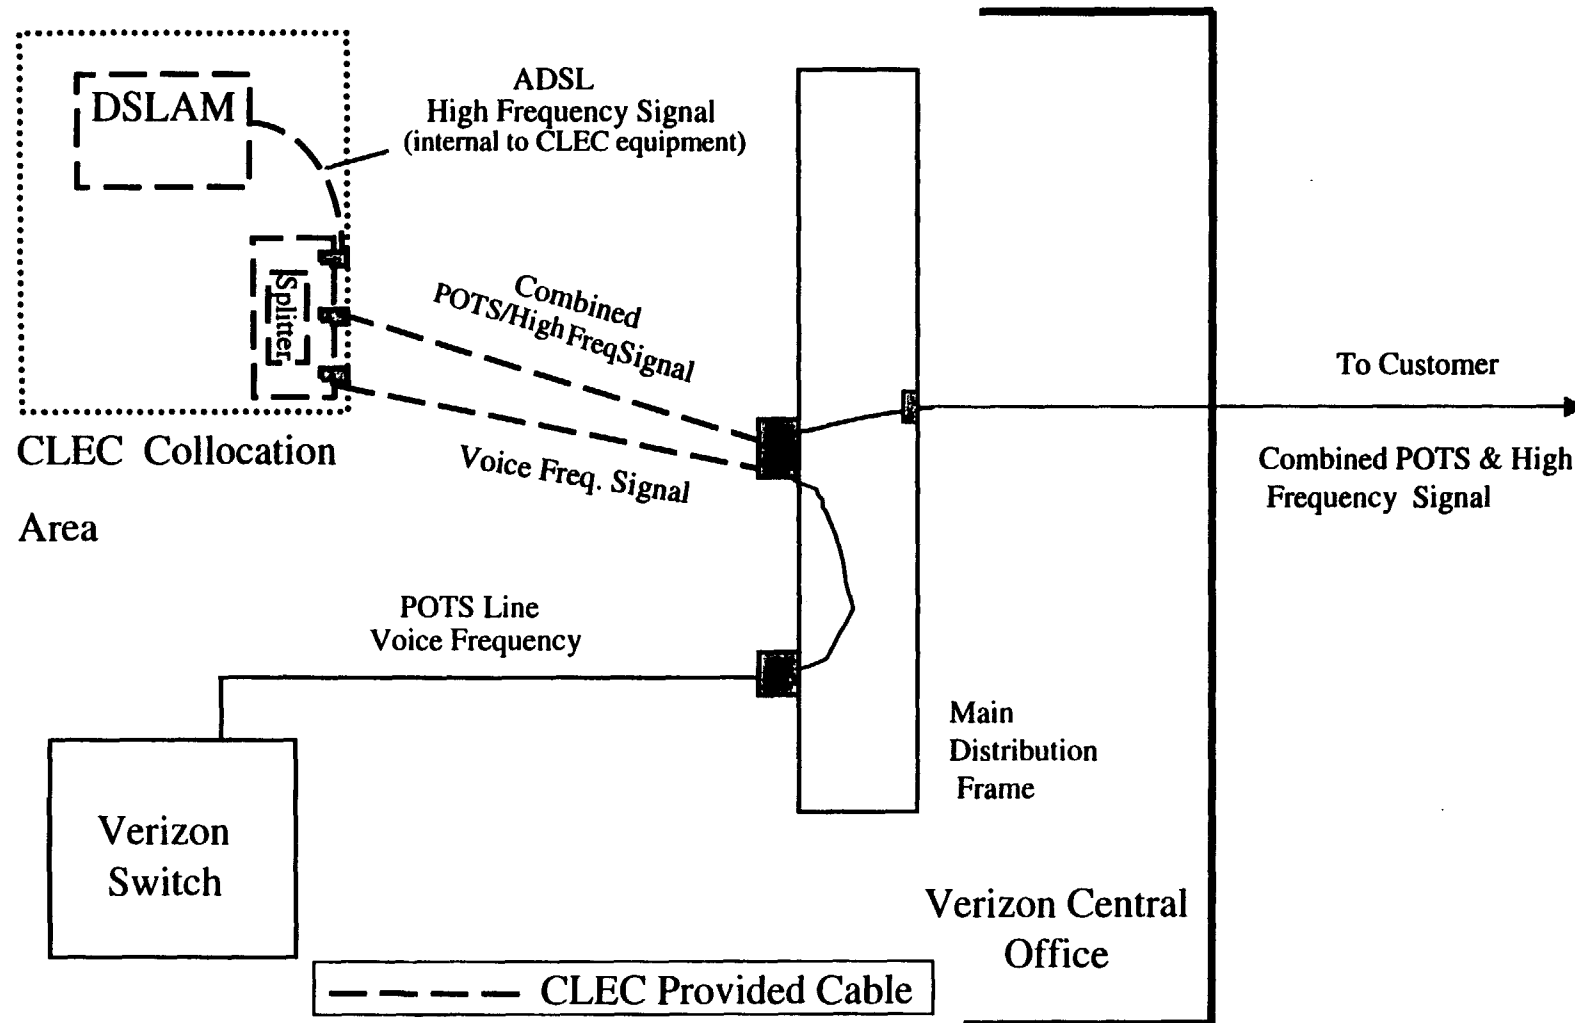 DSLAM
ADSL
High Frequency Signal
(internal to CLEC equipment)
Splitter
Combined
POTS/High FreqSignal
Voice Freq. Signal
CLEC Collocation
Area
To Customer
Combined POTS & High
Frequency Signal
POTS Line
Voice Frequency
Main
Distribution
Frame
Verizon
Switch
Verizon Central
Office
CLEC Provided Cable